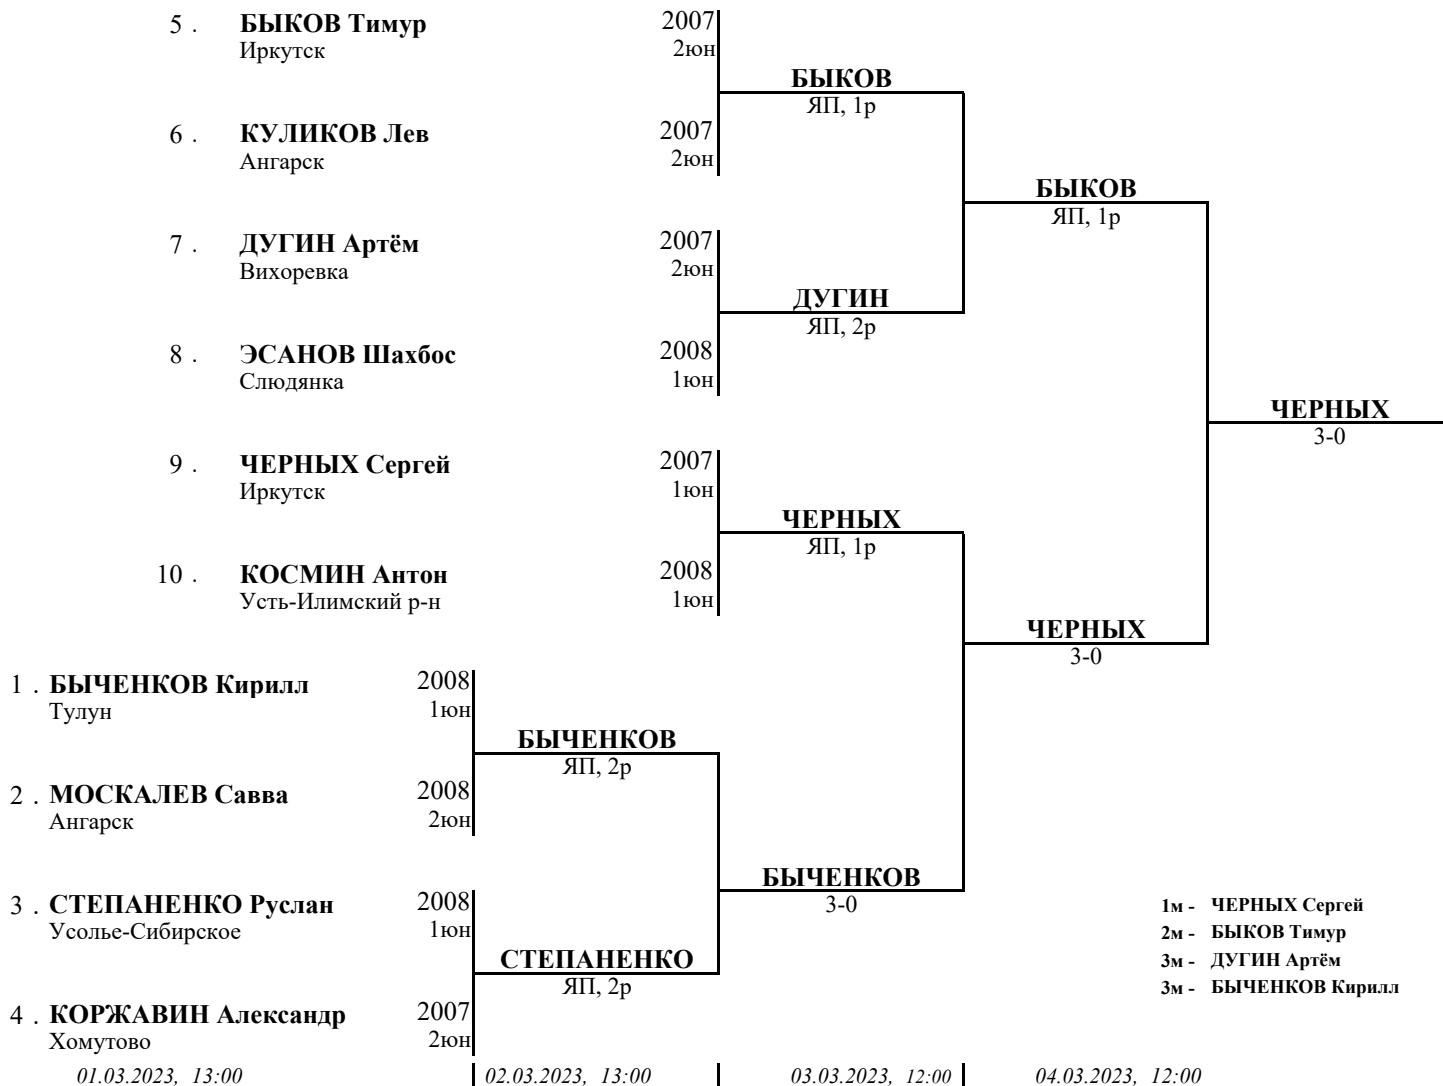 5 . БЫКОВ Тимур 2007
Иркутск 2юн
БЫКОВ
ЯП, 1р
6 . КУЛИКОВ Лев 2007
Ангарск 2юн
БЫКОВ
ЯП, 1р
7 . ДУГИН Артём 2007
Вихоревка 2юн
ДУГИН
ЯП, 2р
8 . ЭСАНОВ Шахбос 2008
Слюдянка 1юн
ЧЕРНЫХ
3-0
9 . ЧЕРНЫХ Сергей 2007
Иркутск 1юн
ЧЕРНЫХ
ЯП, 1р
10 . КОСМИН Антон 2008
Усть-Илимский р-н 1юн
ЧЕРНЫХ
3-0
1 . БЫЧЕНКОВ Кирилл 2008
Тулун 1юн
БЫЧЕНКОВ
ЯП, 2р
2 . МОСКАЛЕВ Савва 2008
Ангарск 2юн
БЫЧЕНКОВ
3-0
3 . СТЕПАНЕНКО Руслан 2008
Усолье-Сибирское 1юн
СТЕПАНЕНКО
ЯП, 2р
4 . КОРЖАВИН Александр 2007
Хомутово 2юн
1м - ЧЕРНЫХ Сергей
2м - БЫКОВ Тимур
3м - ДУГИН Артём
3м - БЫЧЕНКОВ Кирилл
01.03.2023, 13:00 02.03.2023, 13:00 03.03.2023, 12:00 04.03.2023, 12:00